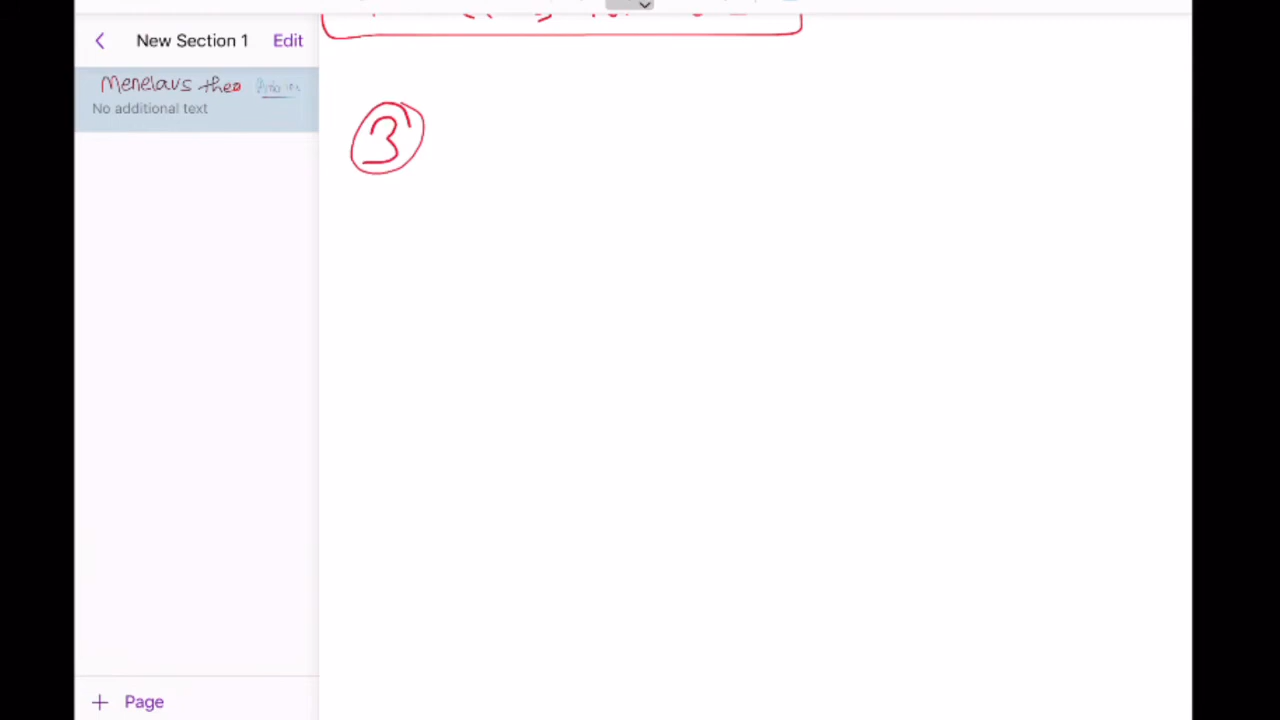 New Section 1
Edit
Menelaus theo
No additional text
3
+ Page